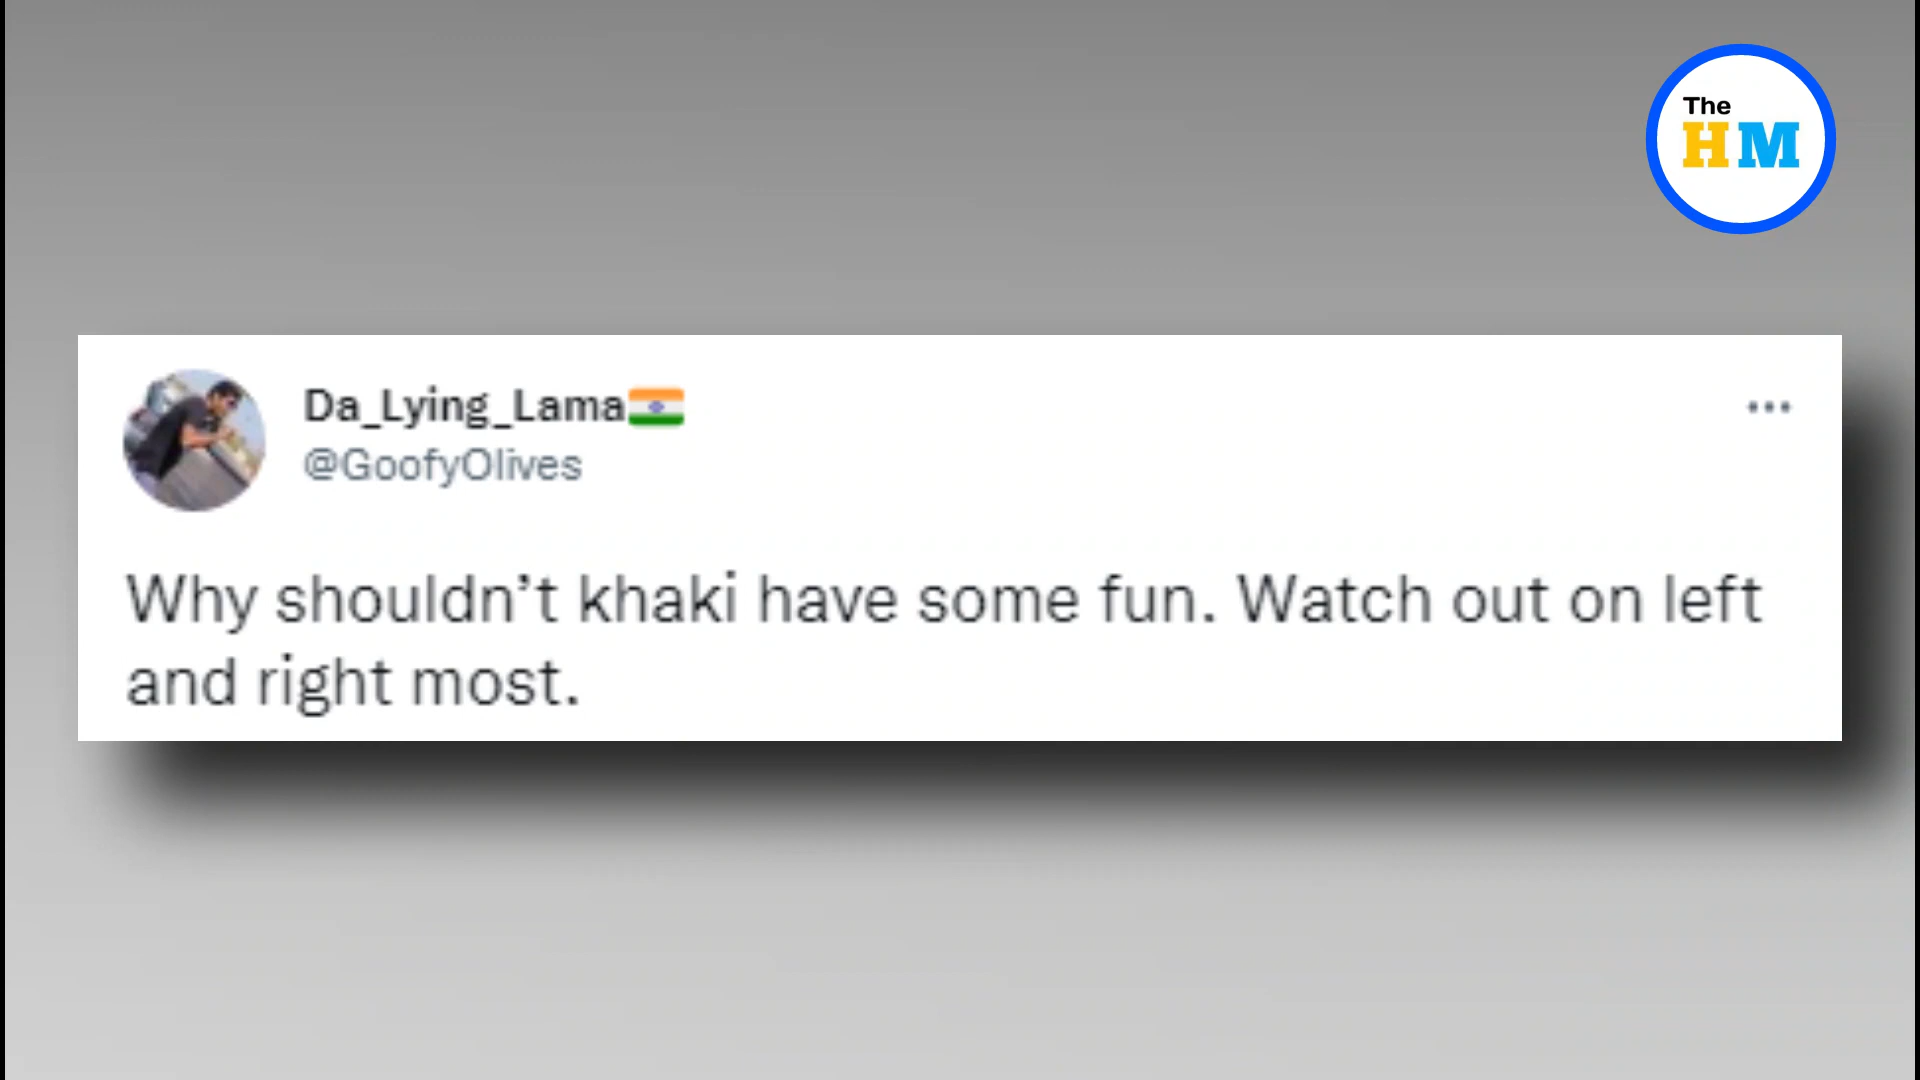 The
HM
Da_Lying_Lama🇮🇳
@GoofyOlives
Why shouldn’t khaki have some fun. Watch out on left
and right most.